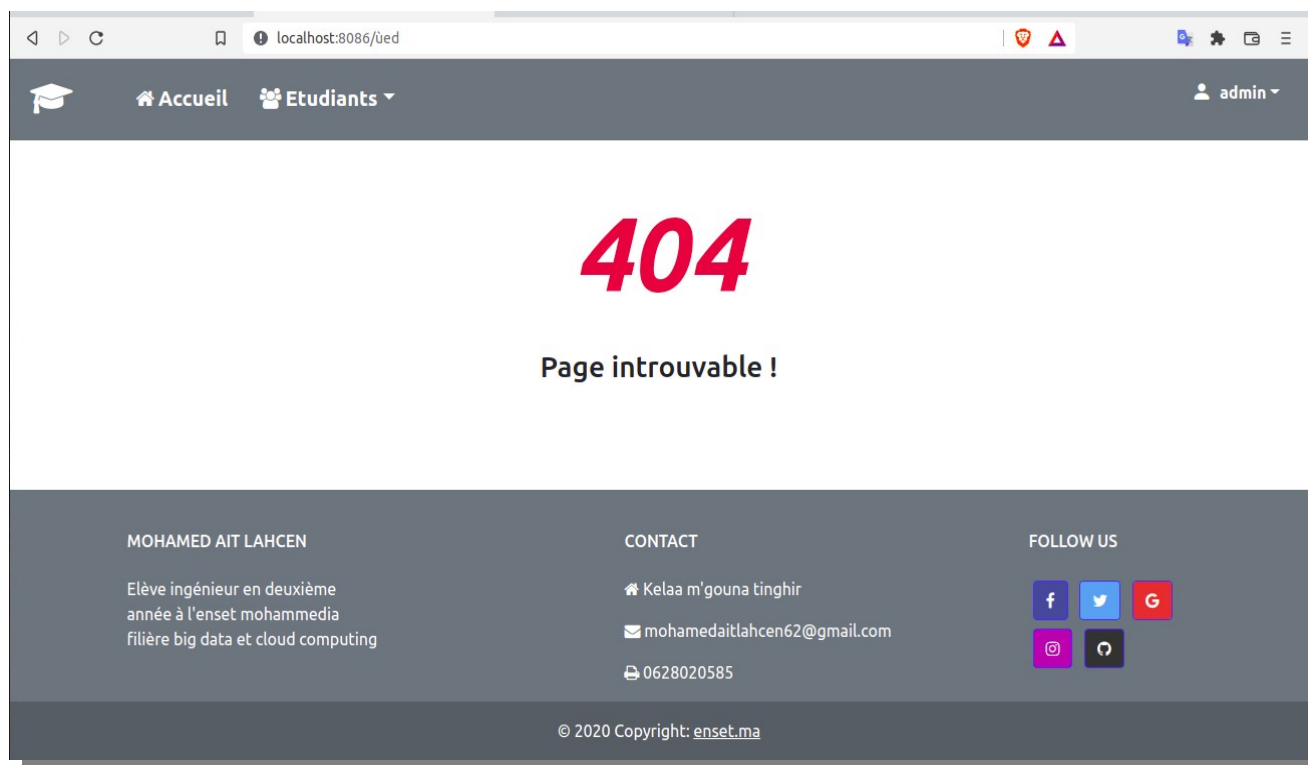 localhost:8086/ùed
Accueil Etudiants admin
404
Page introuvable !
MOHAMED AIT LAHCEN
Elève ingénieur en deuxième
année à l'enset mohammedia
filière big data et cloud computing
CONTACT
Kelaa m'gouna tinghir
mohamedaitlahcen62@gmail.com
0628020585
FOLLOW US
f
G
© 2020 Copyright: enset.ma